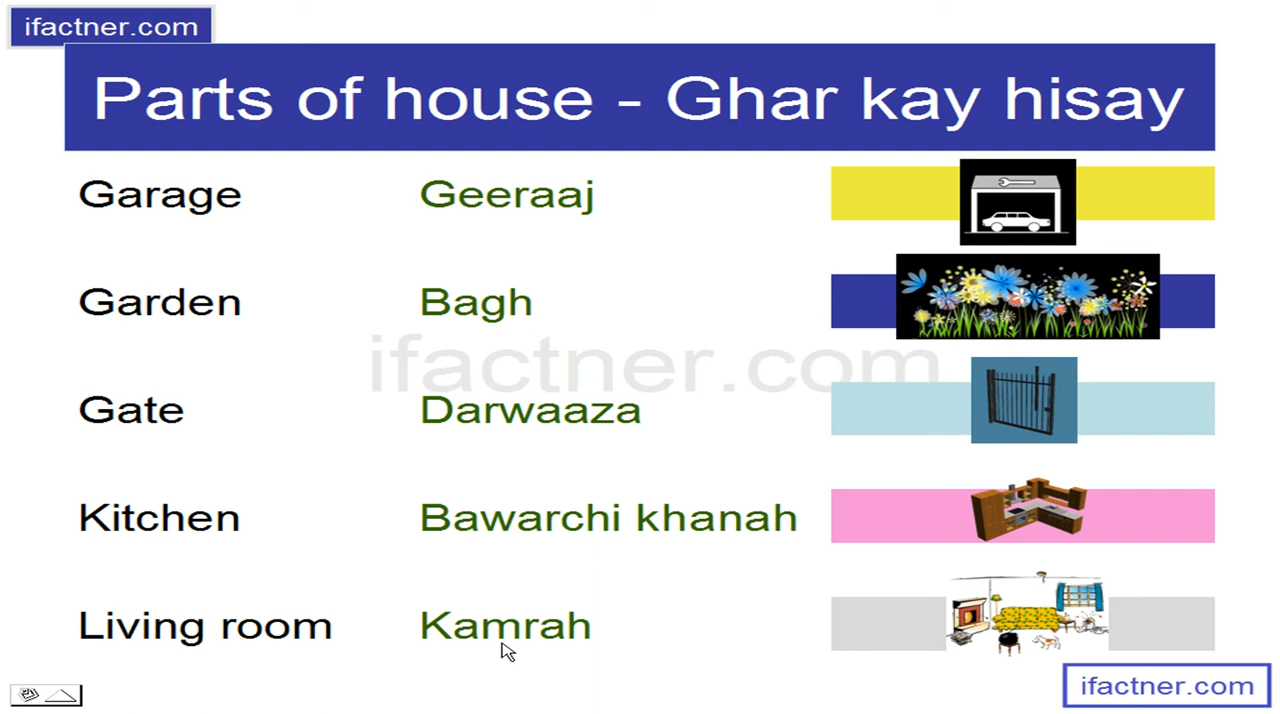 ifactner.com
Parts of house - Ghar kay hisay
Garage Geeraaj
Garden Bagh
ifactner.com
Gate Darwaaza
Kitchen Bawarchi khanah
Living room Kamrah
ifactner.com